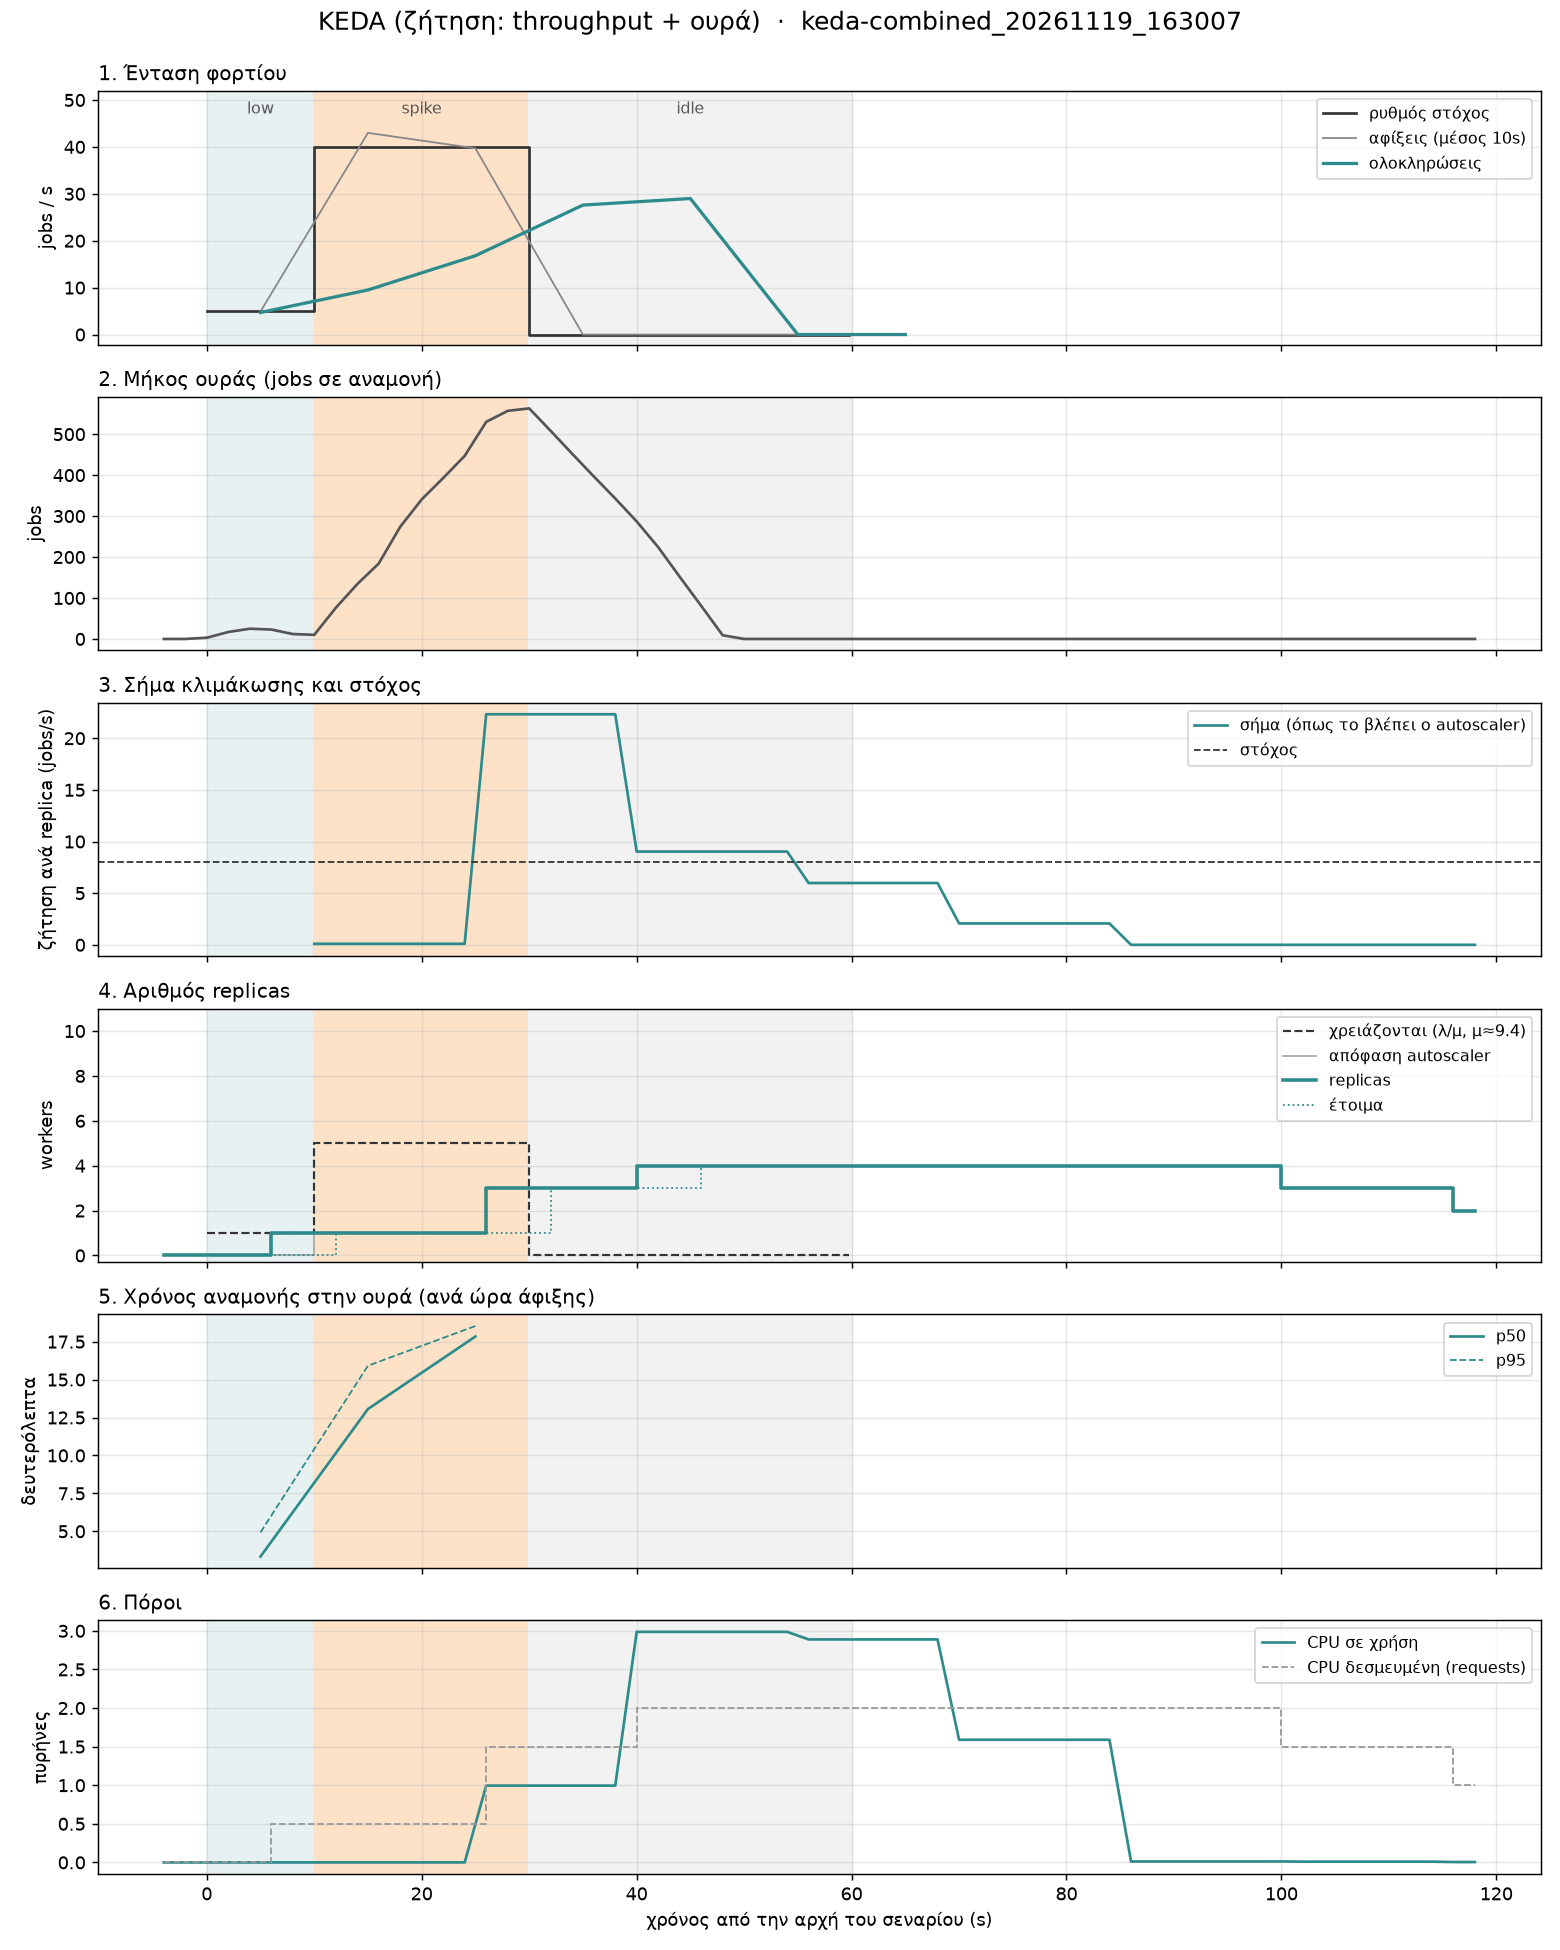 KEDA (ζήτηση: throughput + ουρά)  ·  keda-combined_20261119_163007
1. Ένταση φορτίου
low
spike
idle
ρυθμός στόχος
αφίξεις (μέσος 10s)
ολοκληρώσεις
jobs / s
50
40
30
20
10
0
2. Μήκος ουράς (jobs σε αναμονή)
jobs
500
400
300
200
100
0
3. Σήμα κλιμάκωσης και στόχος
σήμα (όπως το βλέπει ο autoscaler)
στόχος
ζήτηση ανά replica (jobs/s)
20
15
10
5
0
4. Αριθμός replicas
χρειάζονται (λ/μ, μ≈9.4)
απόφαση autoscaler
replicas
έτοιμα
workers
10
8
6
4
2
0
5. Χρόνος αναμονής στην ουρά (ανά ώρα άφιξης)
p50
p95
δευτερόλεπτα
17.5
15.0
12.5
10.0
7.5
5.0
6. Πόροι
CPU σε χρήση
CPU δεσμευμένη (requests)
πυρήνες
3.0
2.5
2.0
1.5
1.0
0.5
0.0
0 20 40 60 80 100 120
χρόνος από την αρχή του σεναρίου (s)